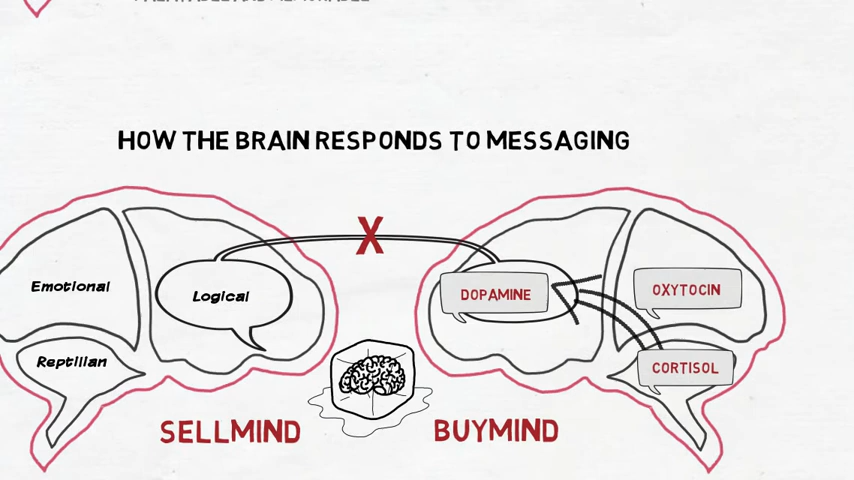 HOW THE BRAIN RESPONDS TO MESSAGING
X
Emotional
Logical
Reptilian
DOPAMINE
OXYTOCIN
CORTISOL
SELLMIND
BUYMIND